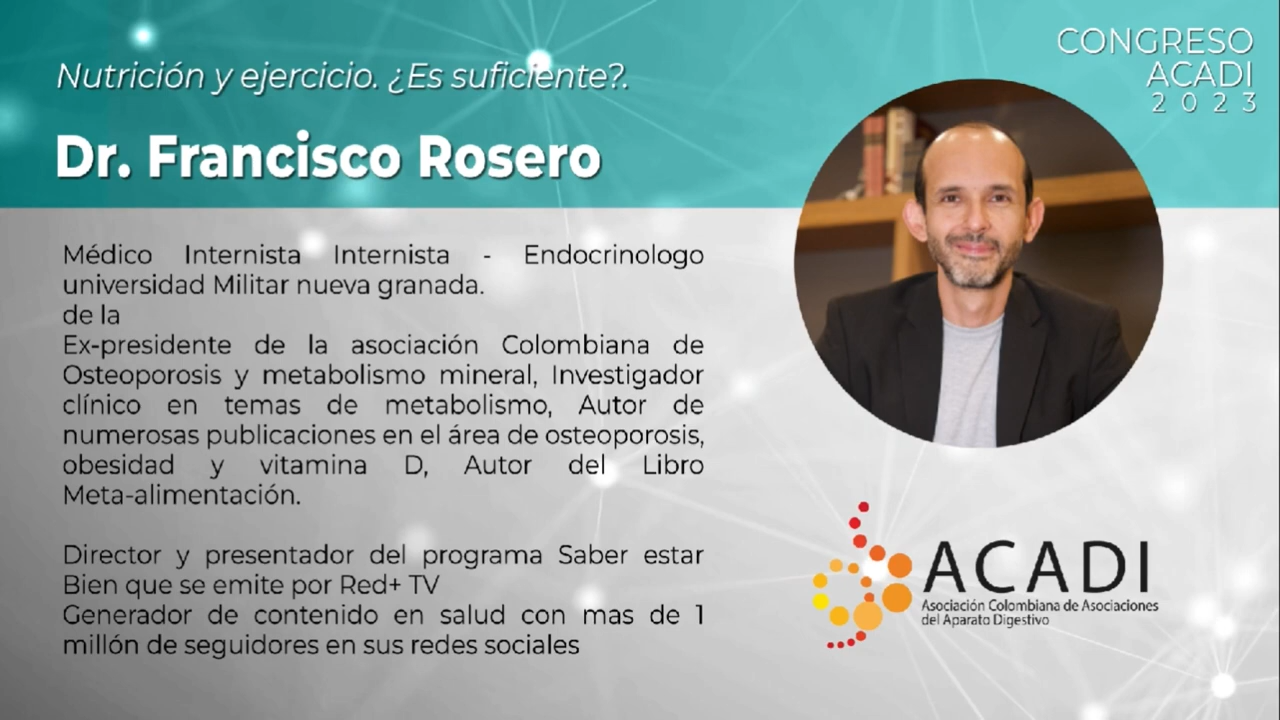 Nutrición y ejercicio. ¿Es suficiente?.
Dr. Francisco Rosero
CONGRESO
ACADI
2023
Médico Internista Internista - Endocrinologo
universidad Militar nueva granada.
de la
Ex-presidente de la asociación Colombiana de
Osteoporosis y metabolismo mineral, Investigador
clínico en temas de metabolismo, Autor de
numerosas publicaciones en el área de osteoporosis,
obesidad y vitamina D, Autor del Libro
Meta-alimentación.
Director y presentador del programa Saber estar
Bien que se emite por Red+ TV
Generador de contenido en salud con mas de 1
millón de seguidores en sus redes sociales
ACADI
Asociación Colombiana de Asociaciones
del Aparato Digestivo